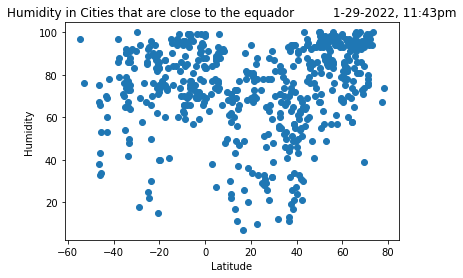 Humidity in Cities that are close to the equador 1-29-2022, 11:43pm
100
80
60
40
20
Humidity
−60 −40 −20 0 20 40 60 80
Latitude